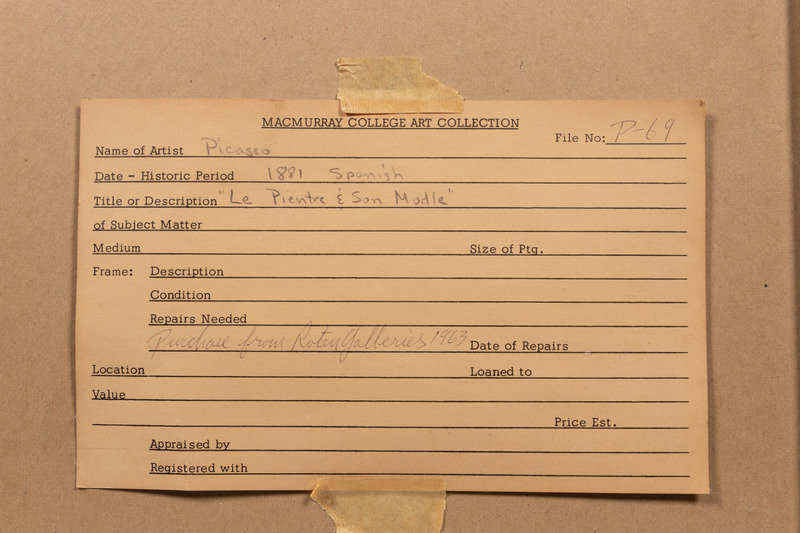 MACMURRAY COLLEGE ART COLLECTION
File No: P-69
Name of Artist Picasso
Date - Historic Period 1881 Spanish
Title or Description "Le Pientre & Son Modle"
of Subject Matter
Medium Size of Ptg.
Frame: Description
Condition
Repairs Needed
Purchase from Roten Galleries 1963 Date of Repairs
Location Loaned to
Value
Price Est.
Appraised by
Registered with